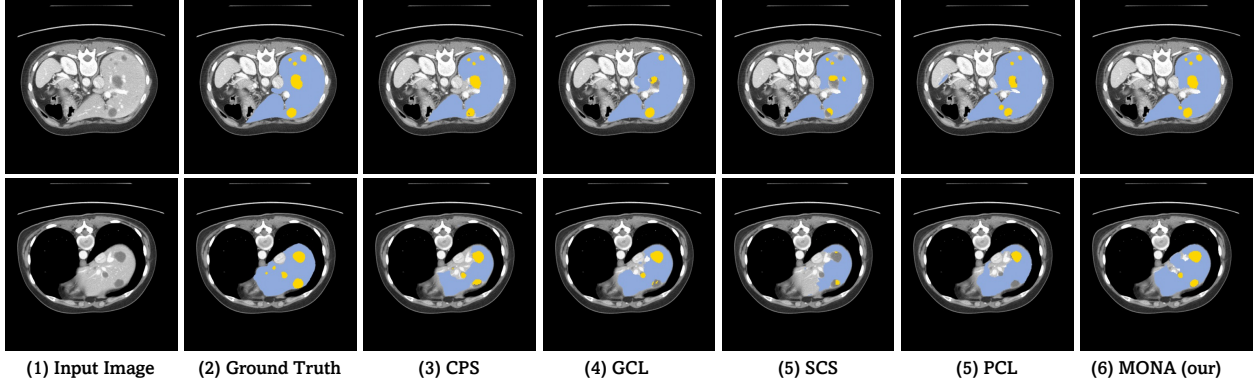 (1) Input Image (2) Ground Truth (3) CPS (4) GCL (5) SCS (5) PCL (6) MONA (our)